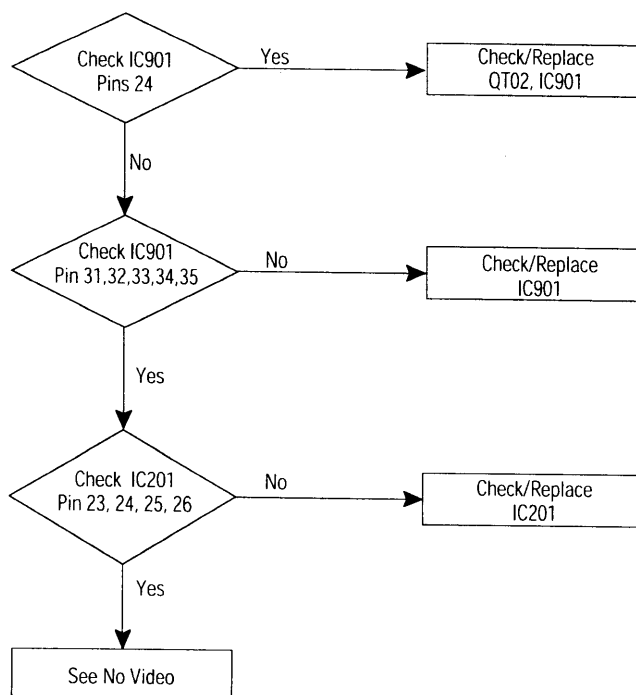 Check IC901
Pins 24
Yes
Check/Replace
QT02, IC901
No
Check IC901
Pin 31,32,33,34,35
No
Check/Replace
IC901
Yes
Check IC201
Pin 23, 24, 25, 26
No
Check/Replace
IC201
Yes
See No Video